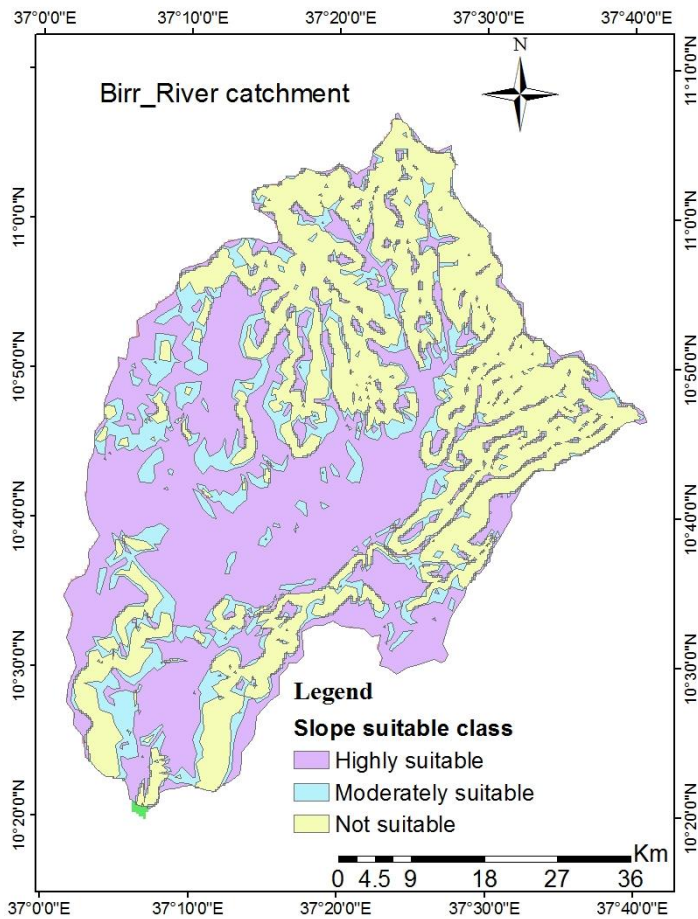 37°0'0"E 37°10'0"E 37°20'0"E 37°30'0"E 37°40'0"E
N
Birr_River catchment
11°10'0"N
11°0'0"N 11°0'0"N
10°50'0"N 10°50'0"N
10°40'0"N 10°40'0"N
10°30'0"N 10°30'0"N
10°20'0"N 10°20'0"N
Legend
Slope suitable class
Highly suitable
Moderately suitable
Not suitable
Km
0 4.5 9 18 27 36
37°0'0"E 37°10'0"E 37°20'0"E 37°30'0"E 37°40'0"E